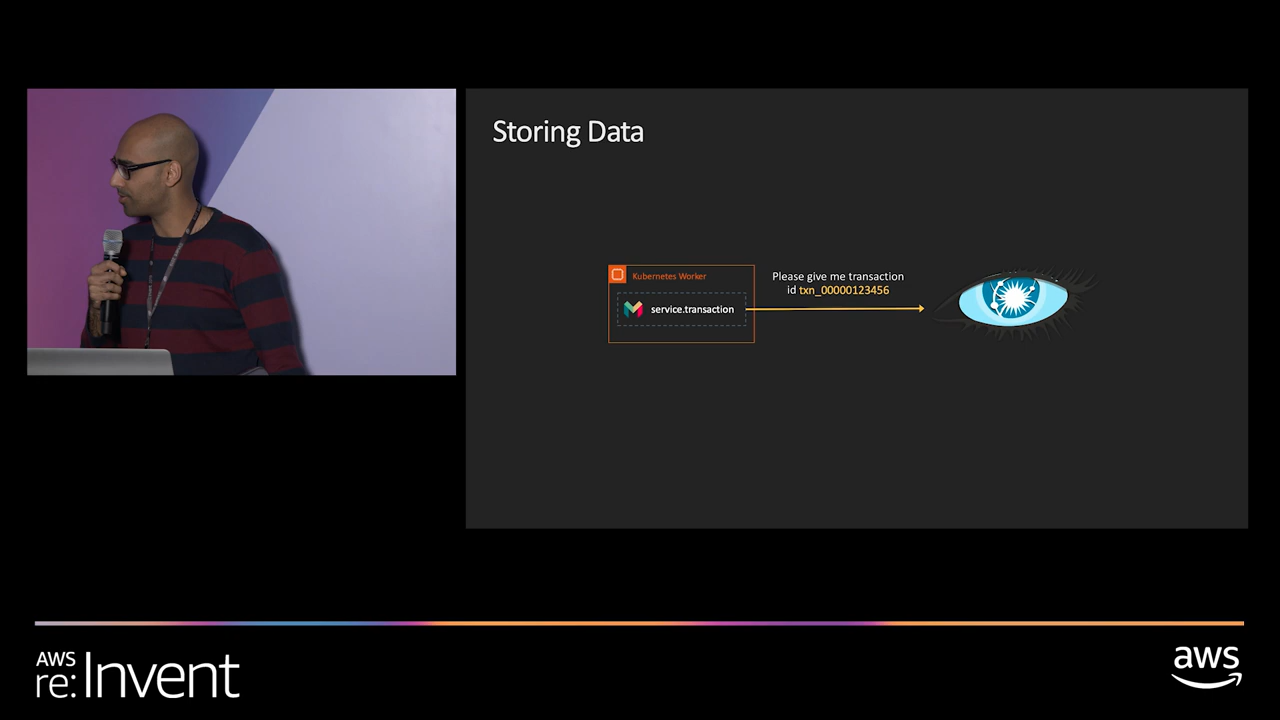 Storing Data
Kubernetes Worker
service.transaction
Please give me transaction
id txn_00000123456
AWS
re:Invent
aws